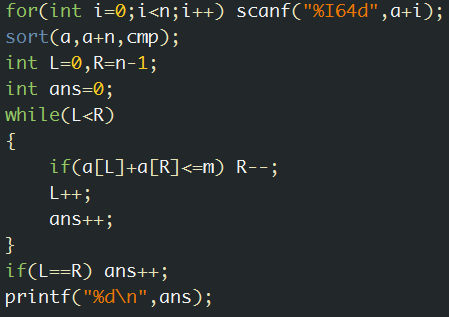 for(int i=0;i<n;i++) scanf("%I64d",a+i);
sort(a,a+n,cmp);
int L=0,R=n-1;
int ans=0;
while(L<R)
{
    if(a[L]+a[R]<=m) R--;
    L++;
    ans++;
}
if(L==R) ans++;
printf("%d\n",ans);